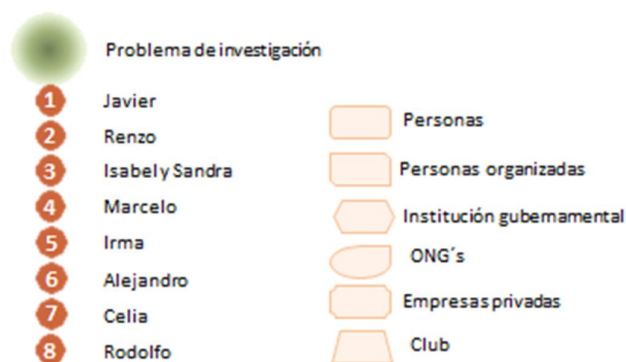 Problema de investigación
1 Javier
2 Renzo
3 Isabel y Sandra
4 Marcelo
5 Irma
6 Alejandro
7 Celia
8 Rodolfo
Personas
Personas organizadas
Institución gubernamental
ONG´s
Empresas privadas
Club